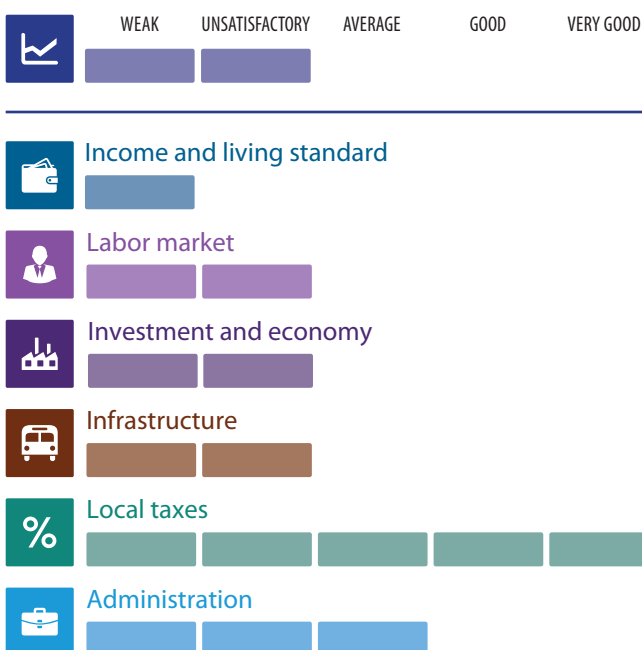 WEAK UNSATISFACTORY AVERAGE GOOD VERY GOOD
Income and living standard
Labor market
Investment and economy
Infrastructure
Local taxes
%
Administration